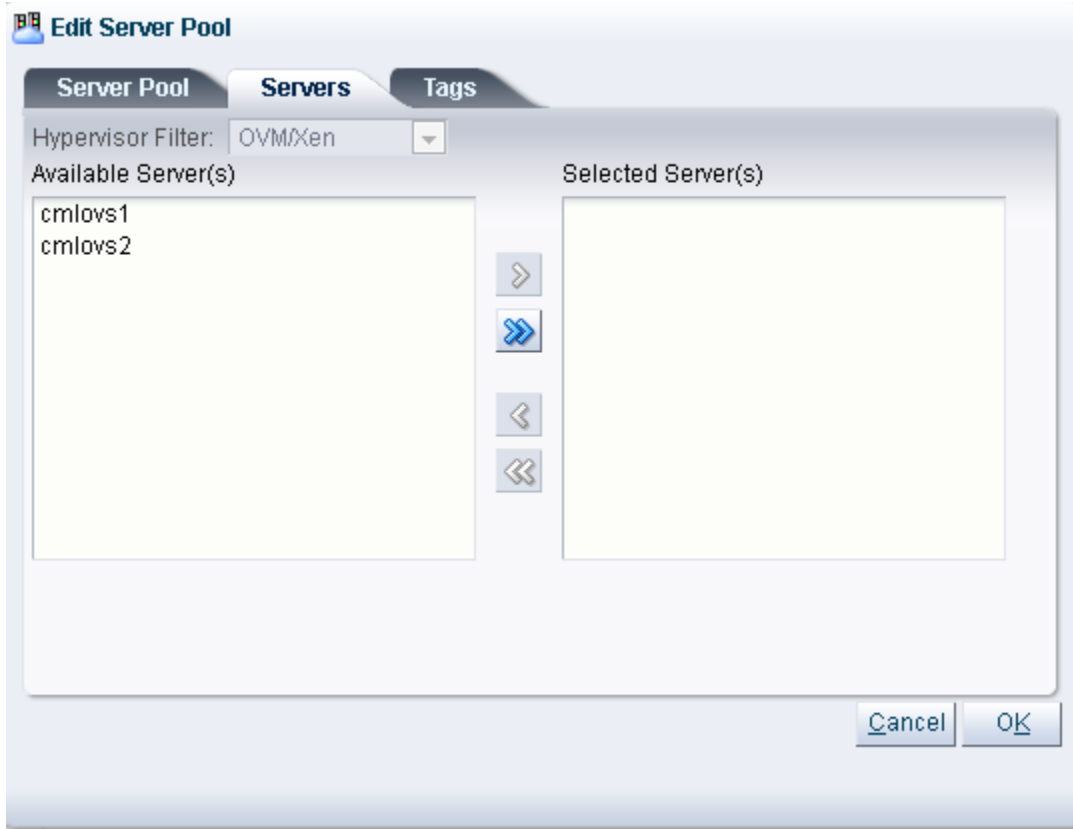 Edit Server Pool
Server Pool Servers Tags
Hypervisor Filter: OVM/Xen
Available Server(s) Selected Server(s)
cmlovs1
cmlovs2
Cancel OK